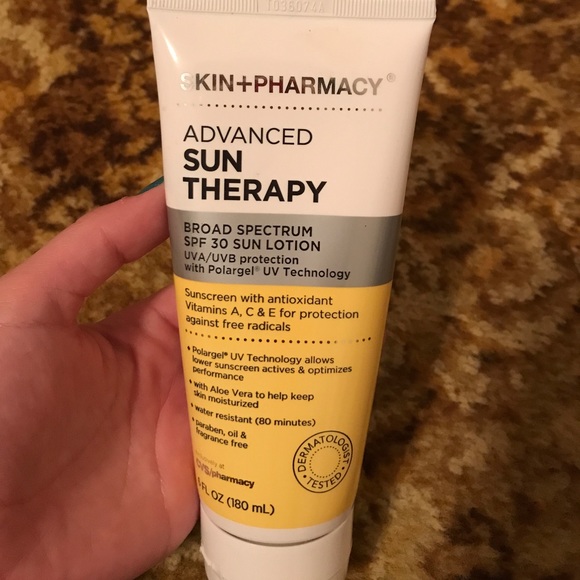 SKIN+PHARMACY®
ADVANCED
SUN
THERAPY
BROAD SPECTRUM
SPF 30 SUN LOTION
UVA/UVB protection
with Polargel® UV Technology
Sunscreen with antioxidant
Vitamins A, C & E for protection
against free radicals
• Polargel® UV Technology allows
lower sunscreen actives & optimizes
performance
• with Aloe Vera to help keep
skin moisturized
• water resistant (80 minutes)
• paraben, oil &
fragrance free
at
CVS/pharmacy
FL OZ (180 mL)
• DERMATOLOGIST •
TESTED